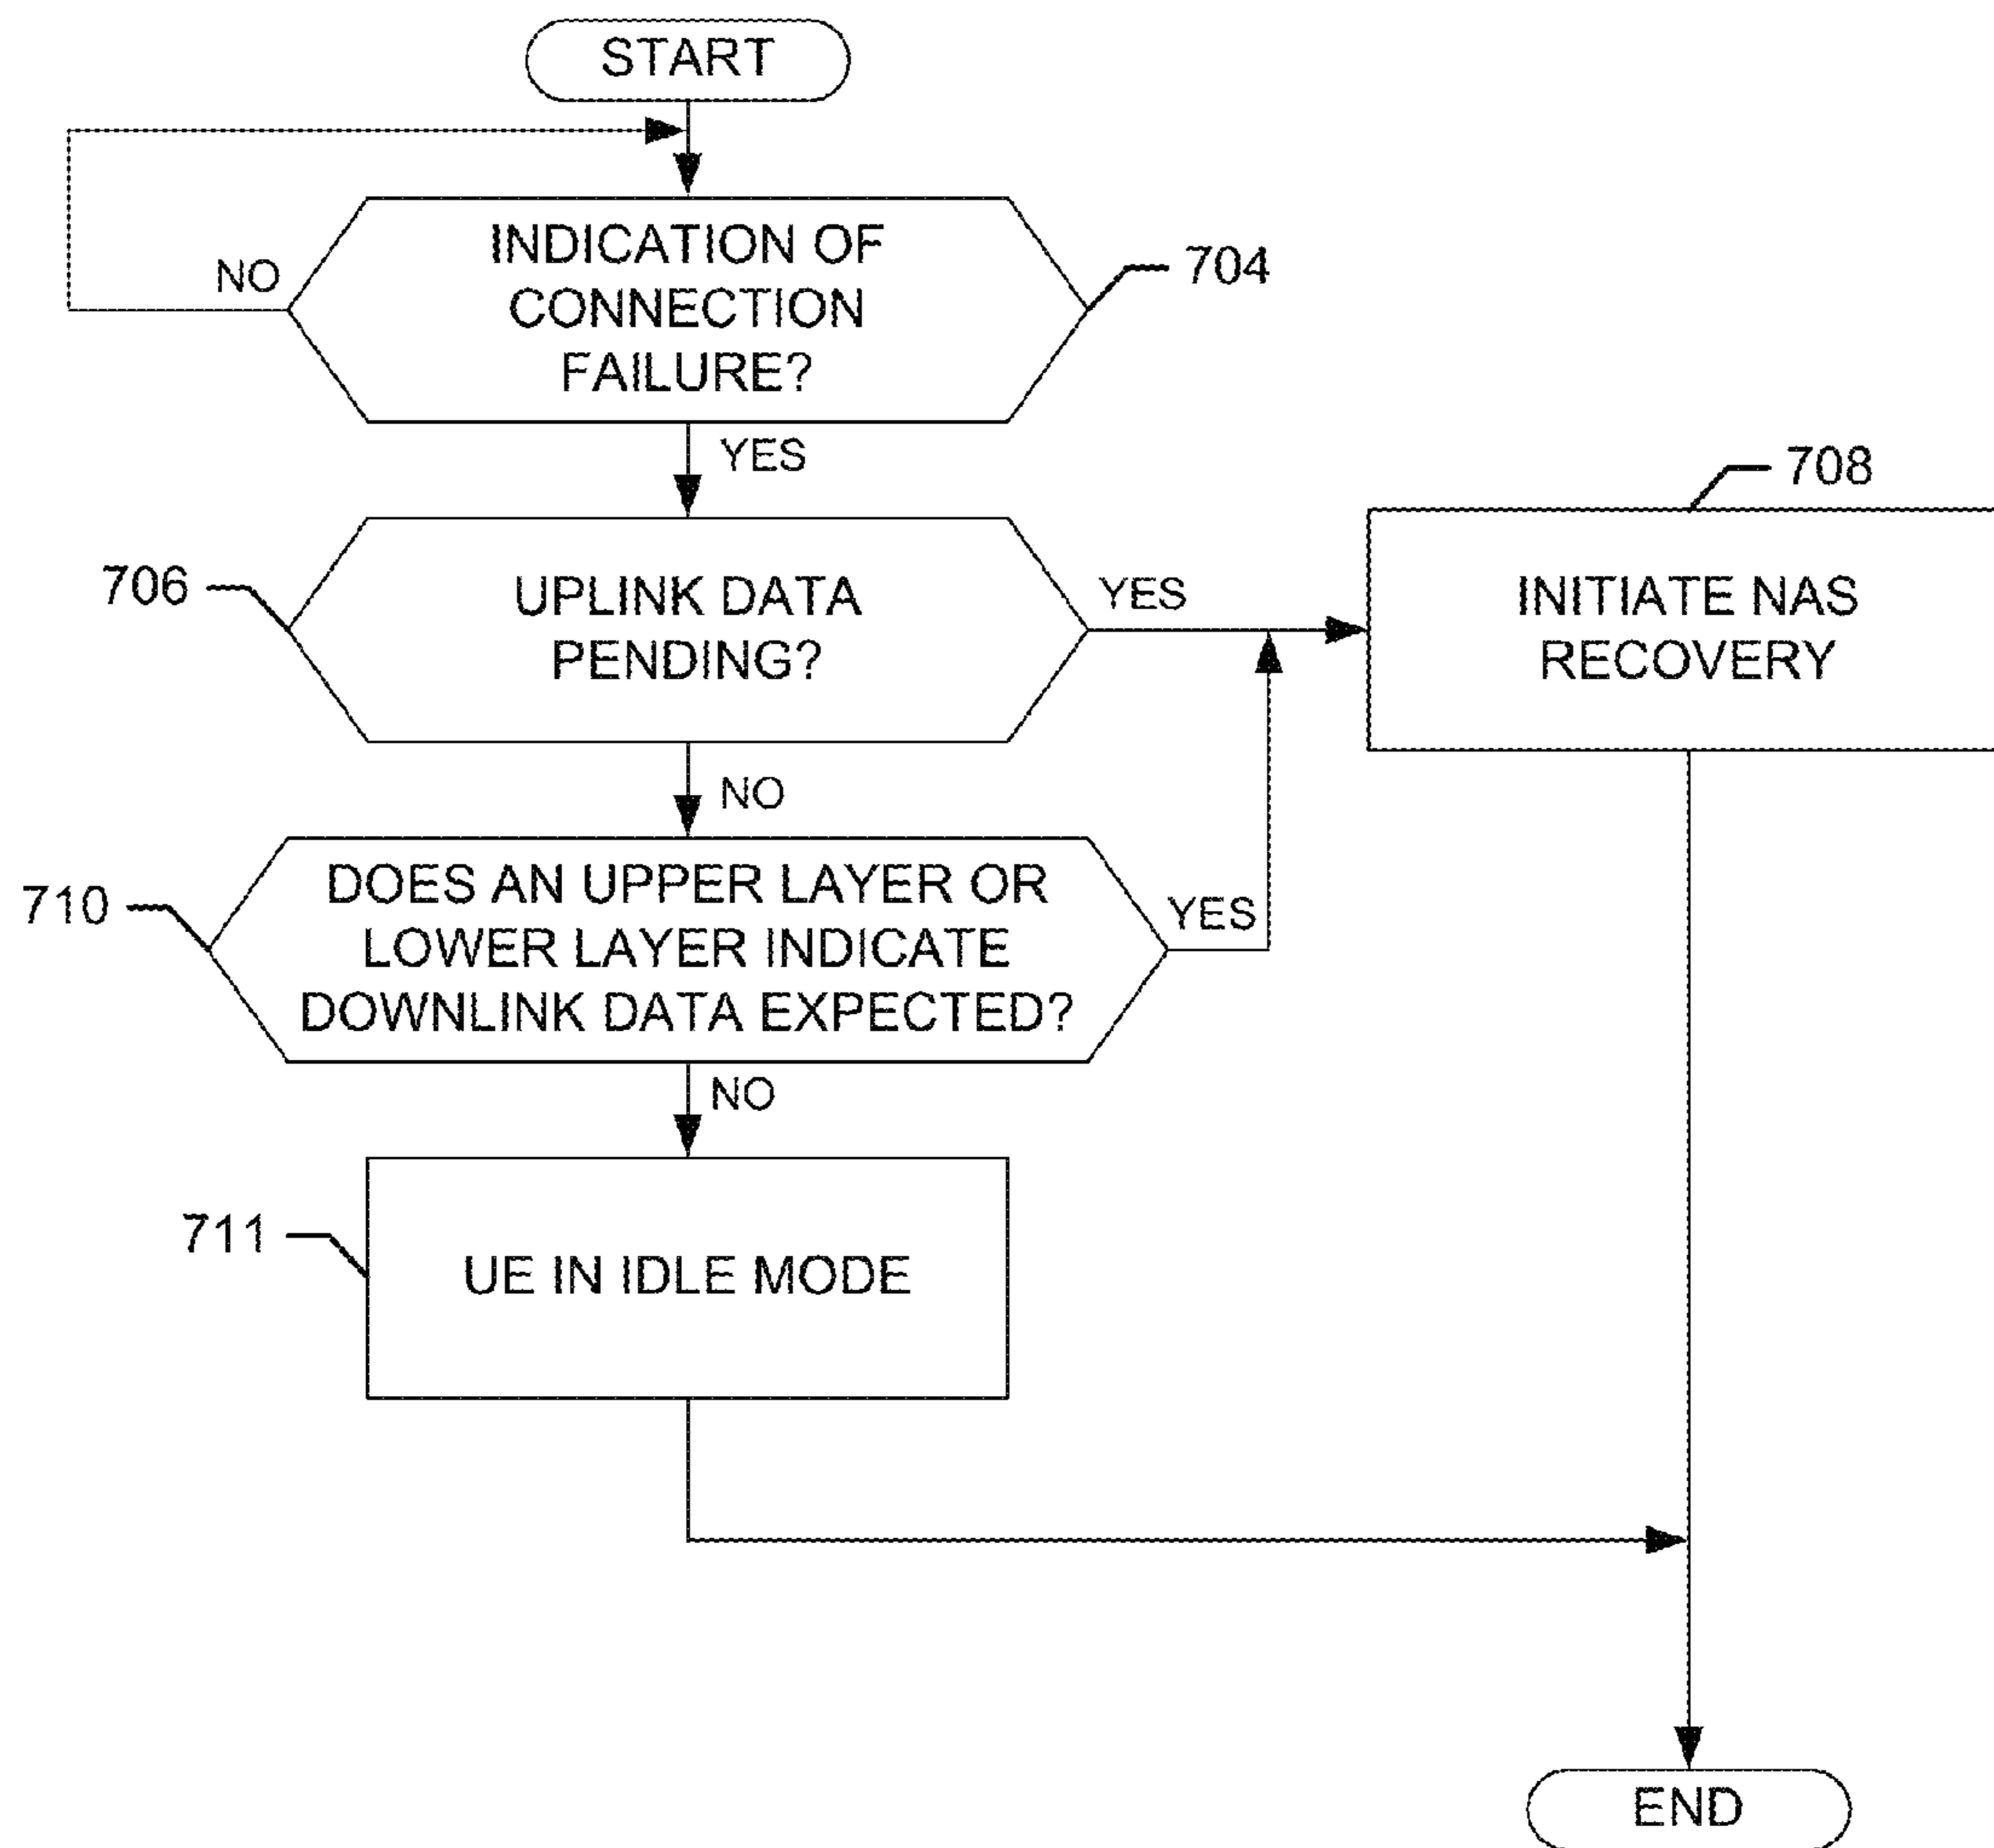 START
INDICATION OF
CONNECTION
FAILURE?
704
NO
YES
708
706
UPLINK DATA
PENDING?
YES
INITIATE NAS
RECOVERY
NO
710
DOES AN UPPER LAYER OR
LOWER LAYER INDICATE
DOWNLINK DATA EXPECTED?
YES
NO
711
UE IN IDLE MODE
END